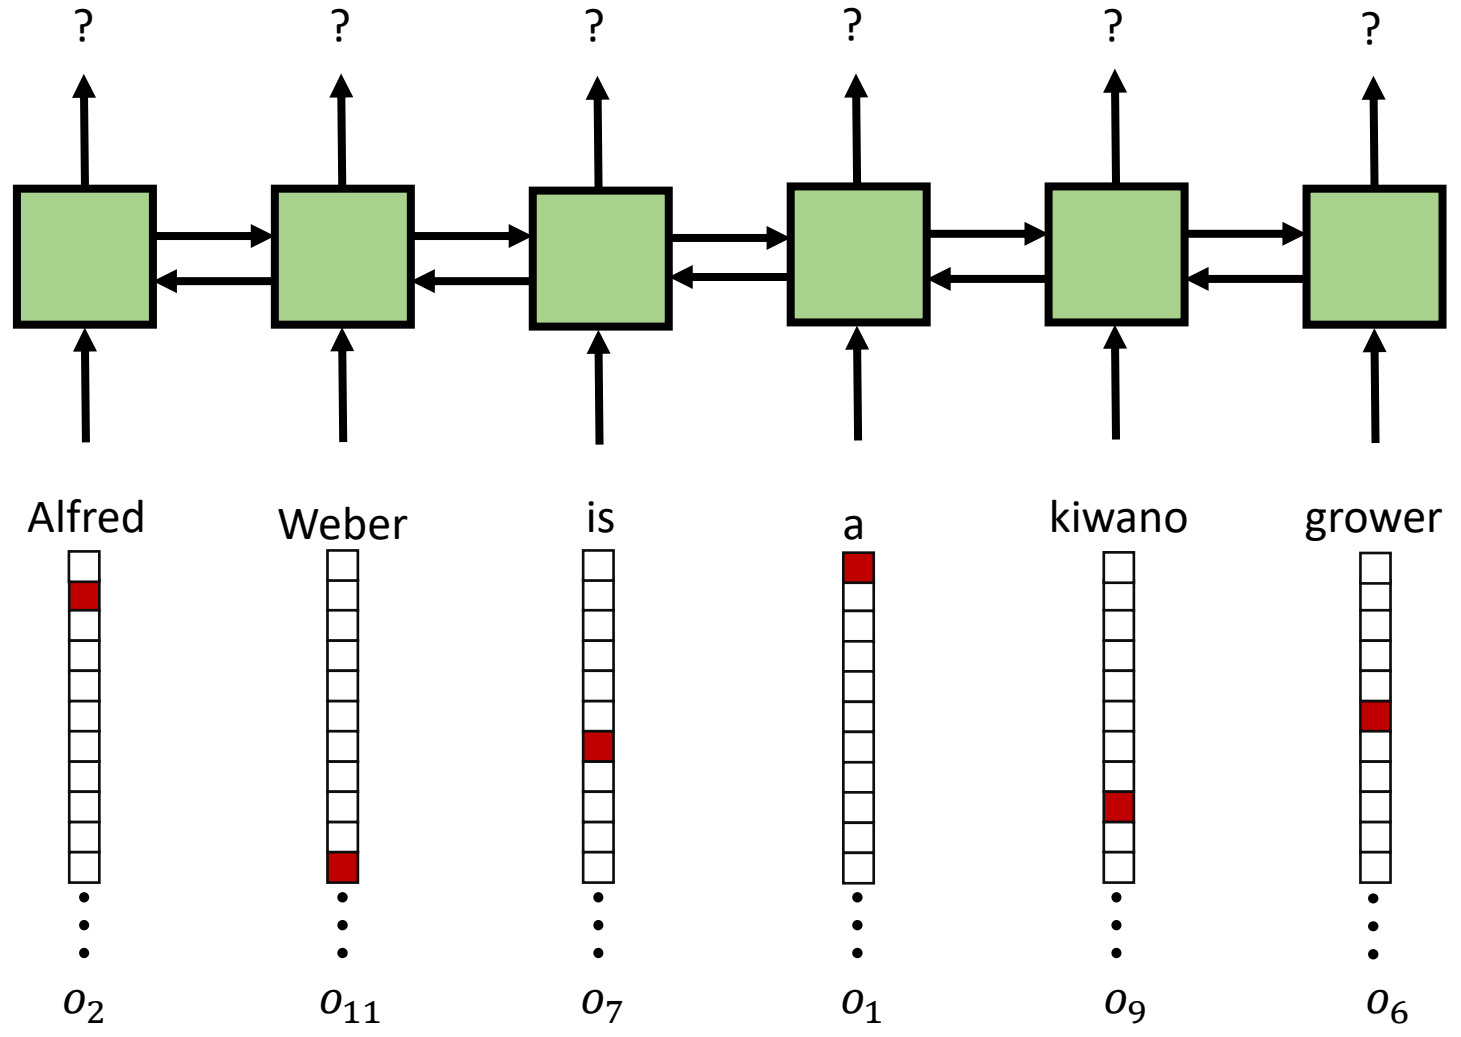 ? ? ? ? ? ?
Alfred Weber is a kiwano grower
o₂ o₁₁ o₇ o₁ o₉ o₆